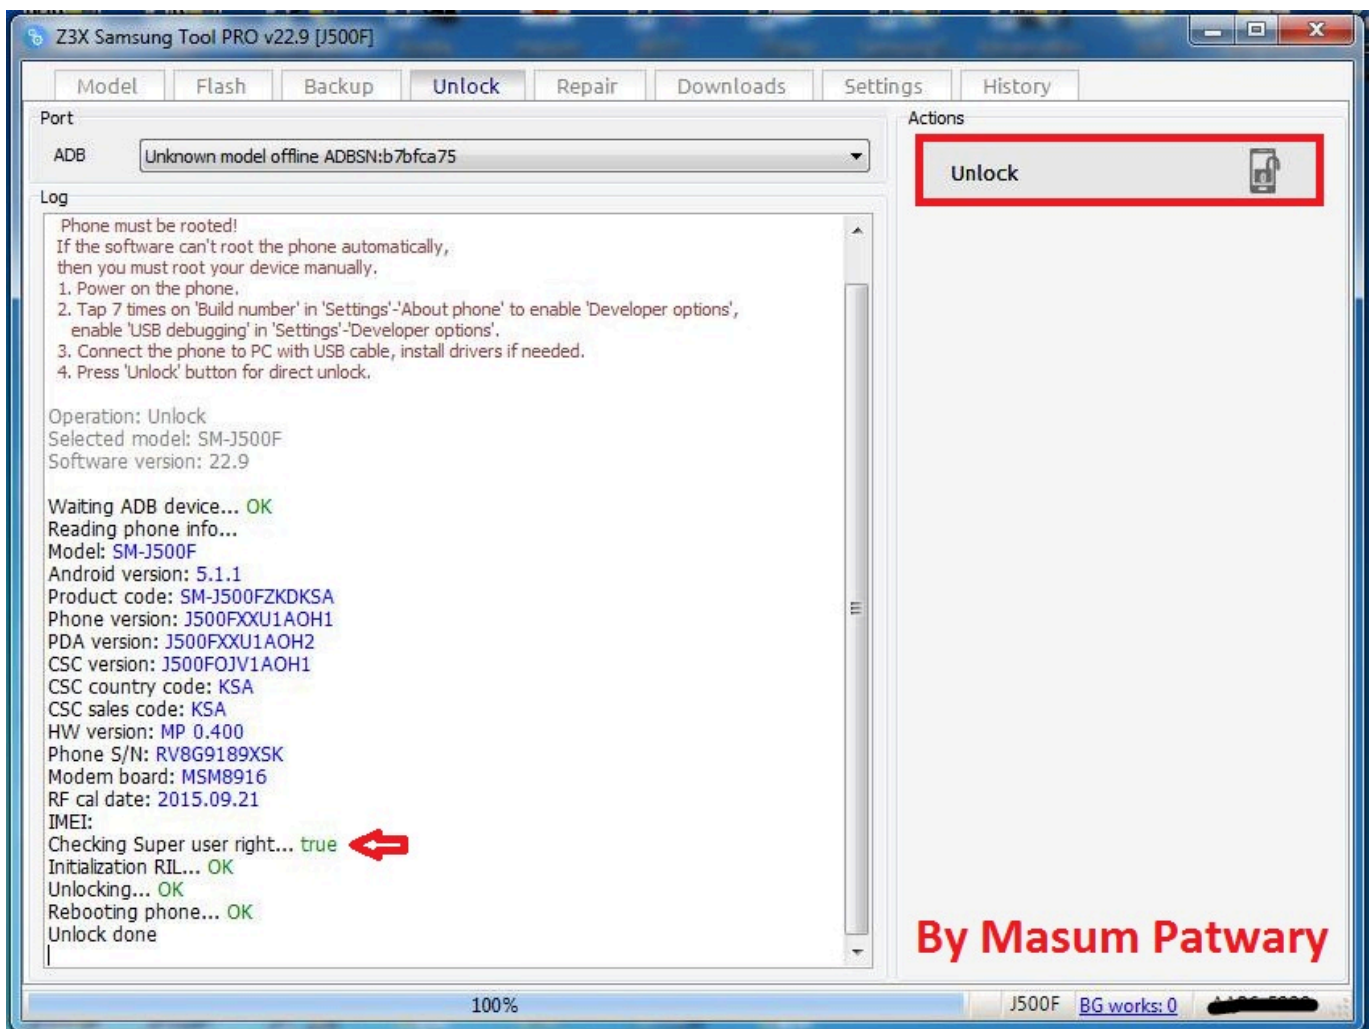 Z3X Samsung Tool PRO v22.9 [J500F]
Model Flash Backup Unlock Repair Downloads Settings History
Port
ADB Unknown model offline ADBSN:b7bfca75
Log
Phone must be rooted!
If the software can't root the phone automatically,
then you must root your device manually.
1. Power on the phone.
2. Tap 7 times on 'Build number' in 'Settings'-'About phone' to enable 'Developer options',
enable 'USB debugging' in 'Settings'-'Developer options'.
3. Connect the phone to PC with USB cable, install drivers if needed.
4. Press 'Unlock' button for direct unlock.
Operation: Unlock
Selected model: SM-J500F
Software version: 22.9
Waiting ADB device... OK
Reading phone info...
Model: SM-J500F
Android version: 5.1.1
Product code: SM-J500FZKDKSA
Phone version: J500FXXU1AOH1
PDA version: J500FXXU1AOH2
CSC version: J500FOJV1AOH1
CSC country code: KSA
CSC sales code: KSA
HW version: MP 0.400
Phone S/N: RV8G9189XSK
Modem board: MSM8916
RF cal date: 2015.09.21
IMEI:
Checking Super user right... true
Initialization RIL... OK
Unlocking... OK
Rebooting phone... OK
Unlock done
Actions
Unlock
By Masum Patwary
100%
J500F BG works: 0